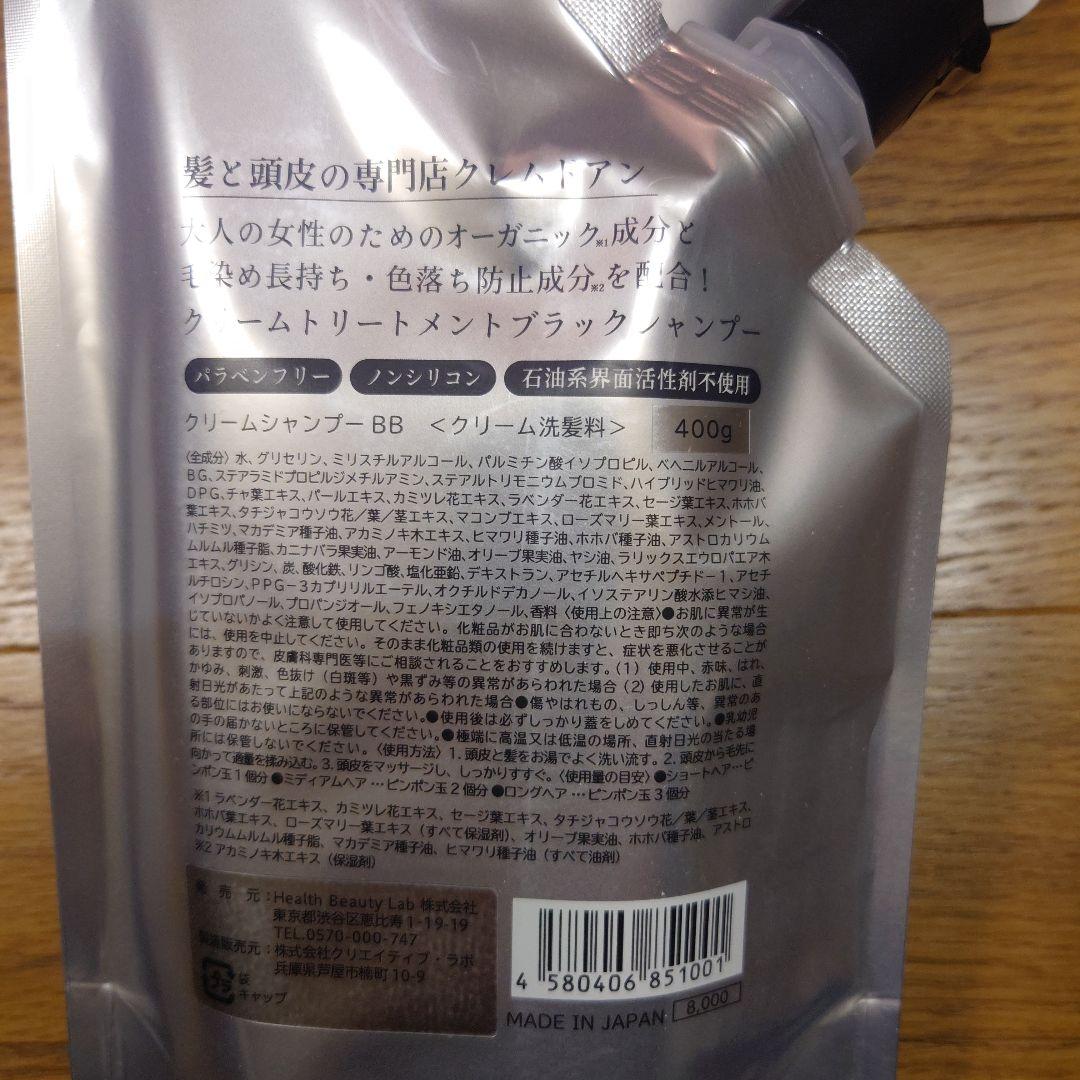 髪と頭皮の専門店クレムドアン
大人の女性のためのオーガニック※1成分と
毛染め長持ち・色落ち防止成分※2を配合！
クリームトリートメントブラックシャンプー
パラベンフリー ノンシリコン 石油系界面活性剤不使用
クリームシャンプーBB <クリーム洗髪料> 400g
〈全成分〉水、グリセリン、ミリスチルアルコール、パルミチン酸イソプロピル、ベヘニルアルコール、
BG、ステアラミドプロピルジメチルアミン、ステアルトリモニウムブロミド、ハイブリッドヒマワリ油、
DPG、チャ葉エキス、パールエキス、カミツレ花エキス、ラベンダー花エキス、セージ葉エキス、ホホバ
葉エキス、タチジャコウソウ花／葉／茎エキス、マコンブエキス、ローズマリー葉エキス、メントール、
ハチミツ、マカデミア種子油、アカミノキ木エキス、ヒマワリ種子油、ホホバ種子油、アストロカリウム
ムルムル種子脂、カニナバラ果実油、アーモンド油、オリーブ果実油、ヤシ油、ラリックスエウロパエア木
エキス、グリシン、炭、酸化鉄、リンゴ酸、塩化亜鉛、デキストラン、アセチルヘキサペプチド-1、アセチ
ルチロシン、PPG-3カプリリルエーテル、オクチルドデカノール、イソステアリン酸水添ヒマシ油、
イソプロパノール、プロパンジオール、フェノキシエタノール、香料〈使用上の注意〉●お肌に異常が生
じていないかよく注意して使用してください。化粧品がお肌に合わないとき即ち次のような場合
には、使用を中止してください。そのまま化粧品類の使用を続けますと、症状を悪化させることが
ありますので、皮膚科専門医等にご相談されることをおすすめします。(1) 使用中、赤味、はれ、
かゆみ、刺激、色抜け（白斑等）や黒ずみ等の異常があらわれた場合 (2) 使用したお肌に、直
射日光があたって上記のような異常があらわれた場合●傷やはれもの、しっしん等、異常のあ
る部位にはお使いにならないでください。●使用後は必ずしっかり蓋をしめてください。●乳幼児
の手の届かないところに保管してください。●極端に高温又は低温の場所、直射日光の当たる場
所には保管しないでください。〈使用方法〉1. 頭皮と髪をお湯でよく洗い流す。2. 頭皮から毛先に
向かって適量を揉み込む。3. 頭皮をマッサージし、しっかりすすぐ。〈使用量の目安〉●ショートヘア…ピ
ンポン玉1個分 ●ミディアムヘア…ピンポン玉2個分 ●ロングヘア…ピンポン玉3個分
※1 ラベンダー花エキス、カミツレ花エキス、セージ葉エキス、タチジャコウソウ花／葉／茎エキス、
ホホバ葉エキス、ローズマリー葉エキス（すべて保湿剤）、オリーブ果実油、ホホバ種子油、アストロ
カリウムムルムル種子脂、マカデミア種子油、ヒマワリ種子油（すべて油剤）
※2 アカミノキ木エキス（保湿剤）
発売元：Health Beauty Lab 株式会社
東京都渋谷区恵比寿1-19-19
TEL.0570-000-747
製造販売元：株式会社クリエイティブ・ラボ
兵庫県芦屋市楠町10-9
プラ 袋
キャップ
4 580406 851001
MADE IN JAPAN 8,000